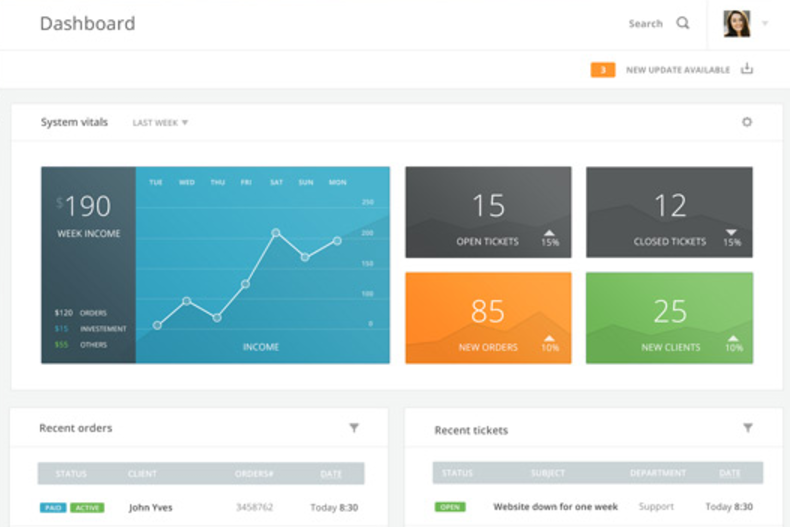 Dashboard
Search
3 NEW UPDATE AVAILABLE
System vitals LAST WEEK
$190
WEEK INCOME
$120 ORDERS
$15 INVESTEMENT
$55 OTHERS
TUE WED THU FRI SAT SUN MON
250
200
150
100
0
INCOME
15
OPEN TICKETS 15%
12
CLOSED TICKETS 15%
85
NEW ORDERS 10%
25
NEW CLIENTS 10%
Recent orders
STATUS CLIENT ORDERS# DATE
PAID ACTIVE John Yves 3458762 Today 8:30
Recent tickets
STATUS SUBJECT DEPARTMENT DATE
OPEN Website down for one week Support Today 8:30